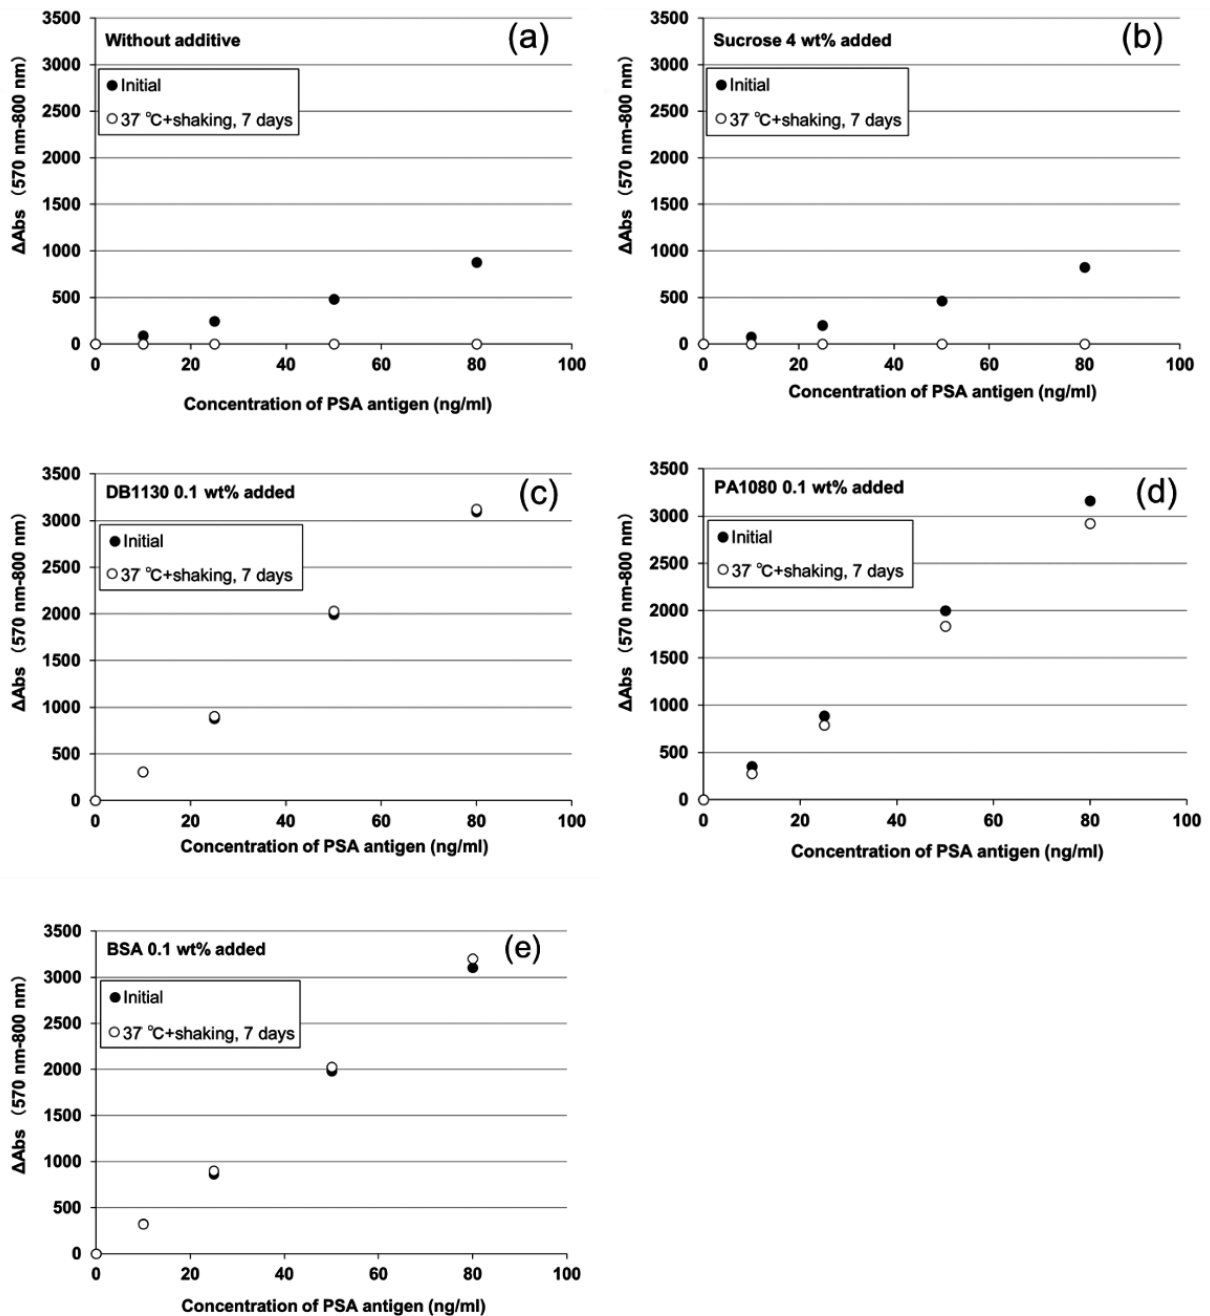 Without additive
(a)
Initial
37 ℃+shaking, 7 days
3500
3000
2500
2000
1500
1000
500
0
ΔAbs (570 nm-800 nm)
0 20 40 60 80 100
Concentration of PSA antigen (ng/ml)
Sucrose 4 wt% added
(b)
Initial
37 ℃+shaking, 7 days
3500
3000
2500
2000
1500
1000
500
0
ΔAbs (570 nm-800 nm)
0 20 40 60 80 100
Concentration of PSA antigen (ng/ml)
DB1130 0.1 wt% added
(c)
Initial
37 ℃+shaking, 7 days
3500
3000
2500
2000
1500
1000
500
0
ΔAbs (570 nm-800 nm)
0 20 40 60 80 100
Concentration of PSA antigen (ng/ml)
PA1080 0.1 wt% added
(d)
Initial
37 ℃+shaking, 7 days
3500
3000
2500
2000
1500
1000
500
0
ΔAbs (570 nm-800 nm)
0 20 40 60 80 100
Concentration of PSA antigen (ng/ml)
BSA 0.1 wt% added
(e)
Initial
37 ℃+shaking, 7 days
3500
3000
2500
2000
1500
1000
500
0
ΔAbs (570 nm-800 nm)
0 20 40 60 80 100
Concentration of PSA antigen (ng/ml)